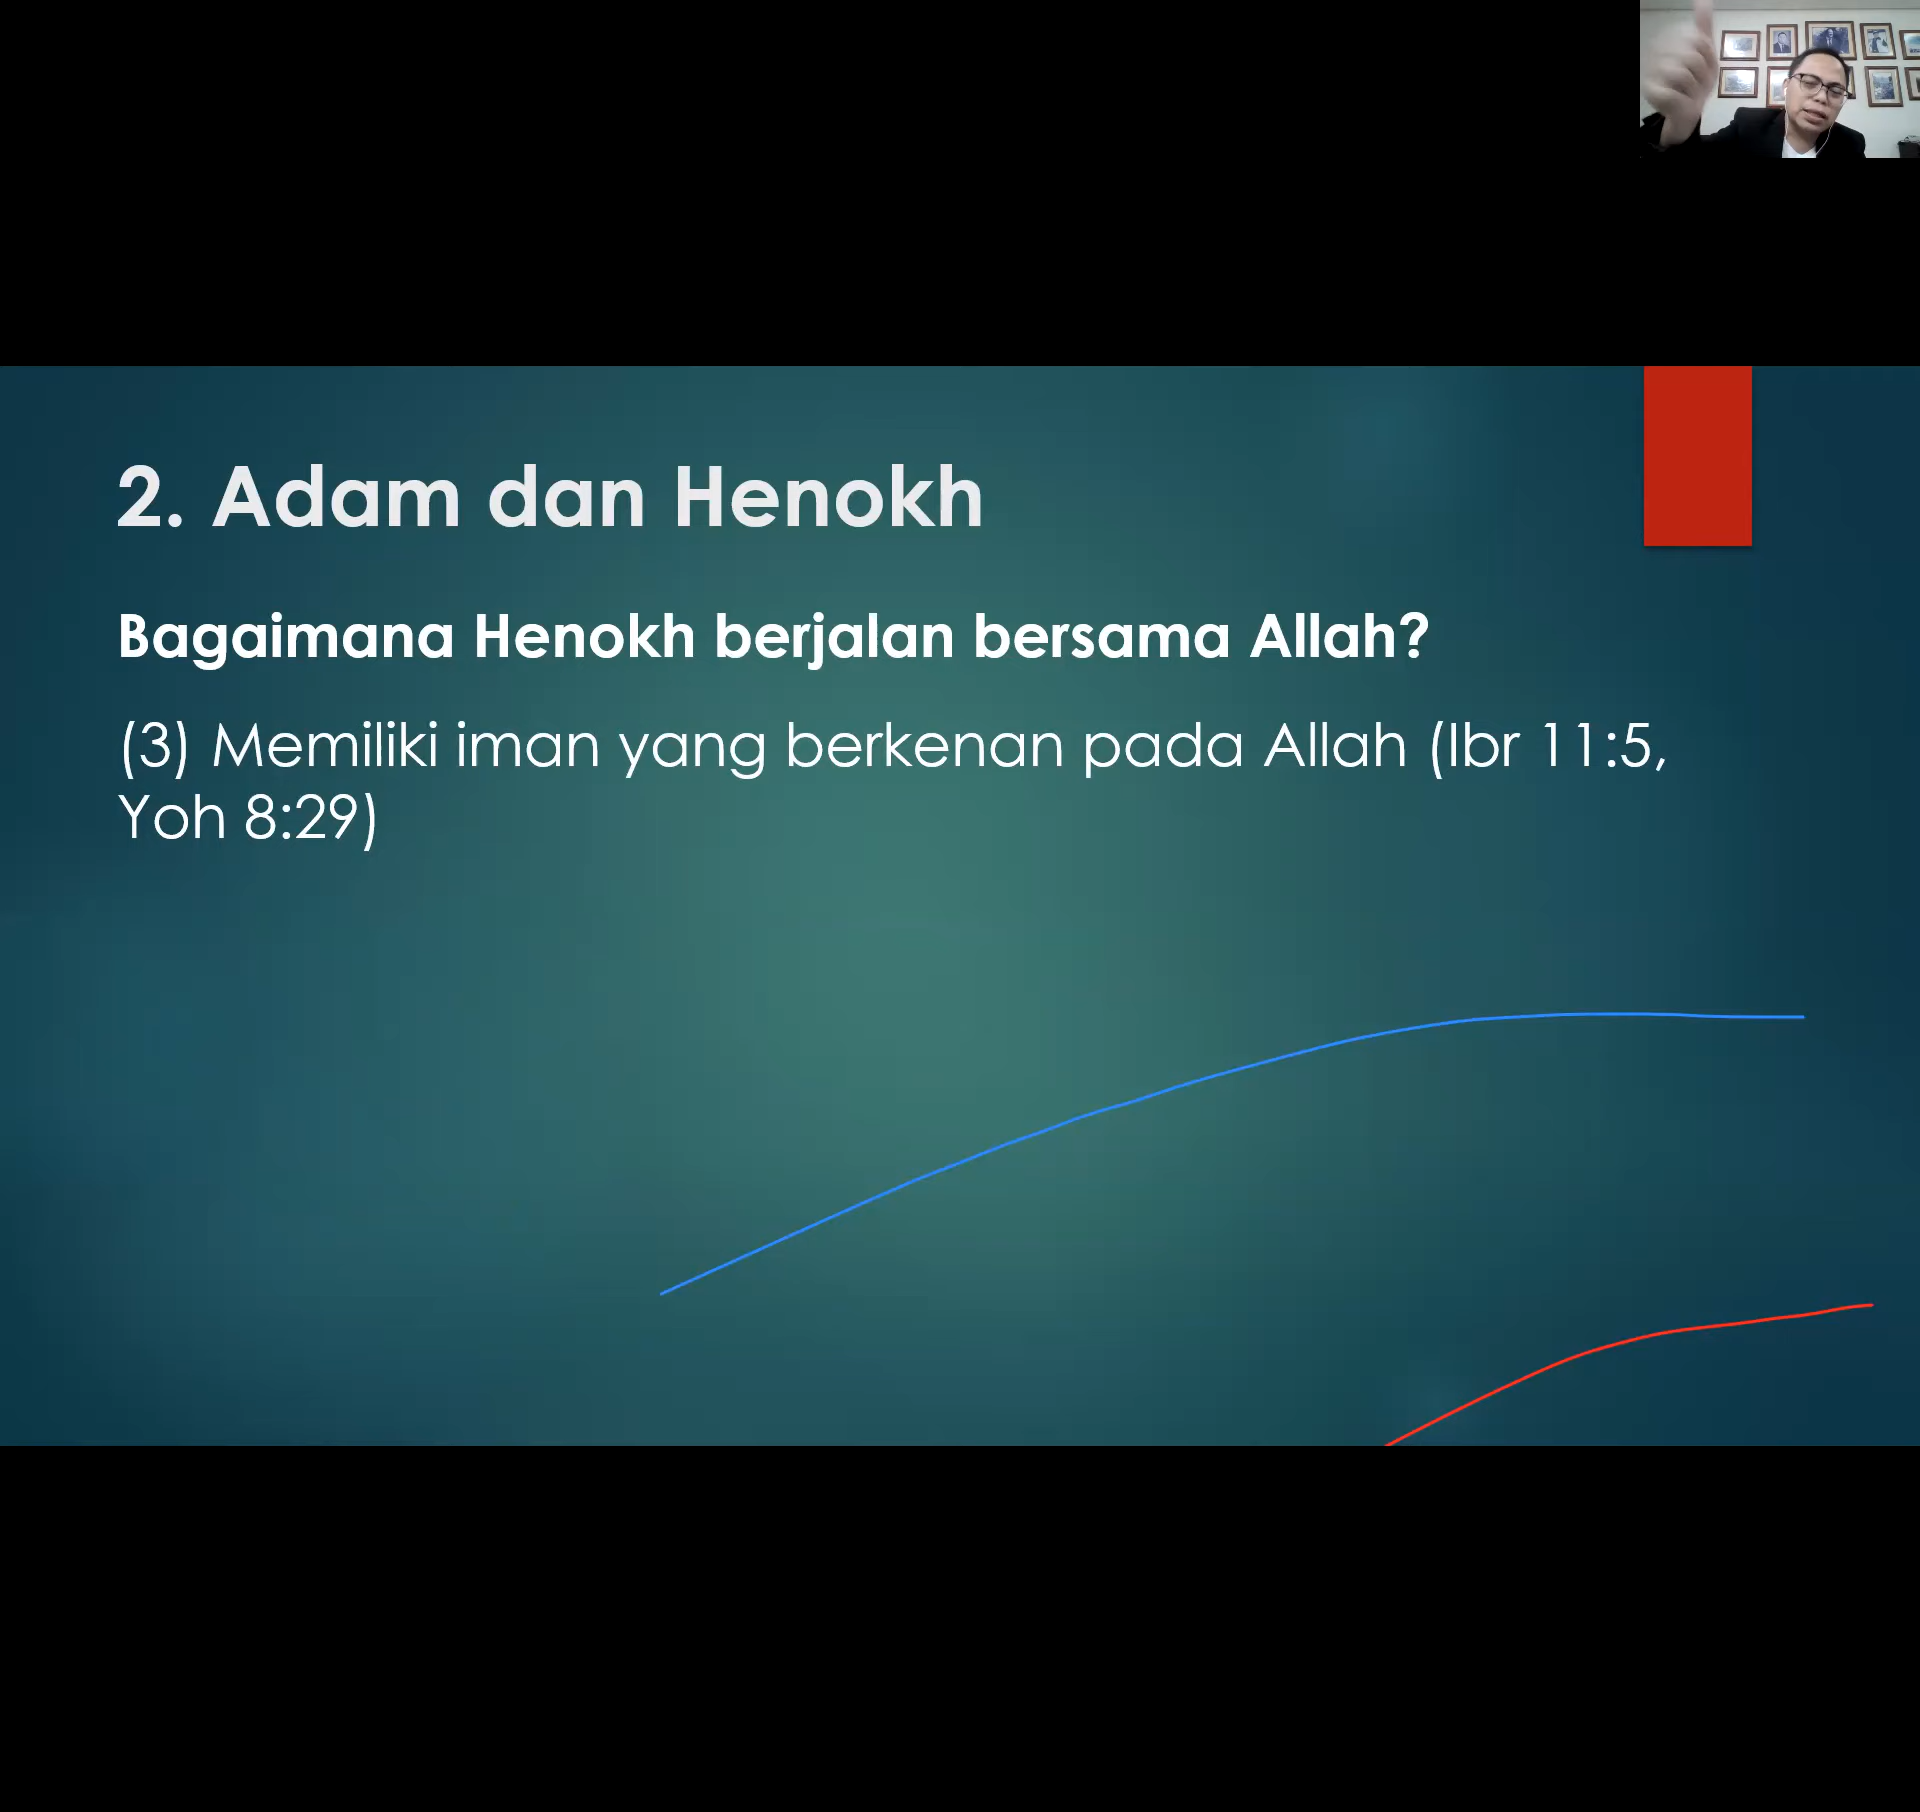 2. Adam dan Henokh
Bagaimana Henokh berjalan bersama Allah?
(3) Memiliki iman yang berkenan pada Allah (Ibr 11:5,
Yoh 8:29)